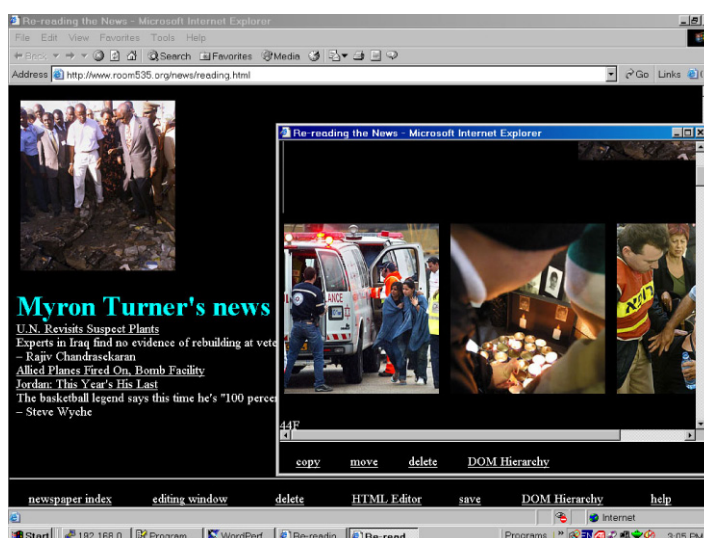 Re-reading the News - Microsoft Internet Explorer
File Edit View Favorites Tools Help
Back Search Favorites Media
Address http://www.room535.org/news/reading.html Go Links
Re-reading the News - Microsoft Internet Explorer
AMBULANCE
Myron Turner's news
U.N. Revisits Suspect Plants
Experts in Iraq find no evidence of rebuilding at vete
– Rajiv Chandrasekaran
Allied Planes Fired On, Bomb Facility
Jordan: This Year's His Last
The basketball legend says this time he's "100 percen
– Steve Wyche
44F
copy move delete DOM Hierarchy
newspaper index editing window delete HTML Editor save DOM Hierarchy help
Internet
Start 192.168.0 Program WordPerf Re-readin Re-read Programs » EN 3:05 PM